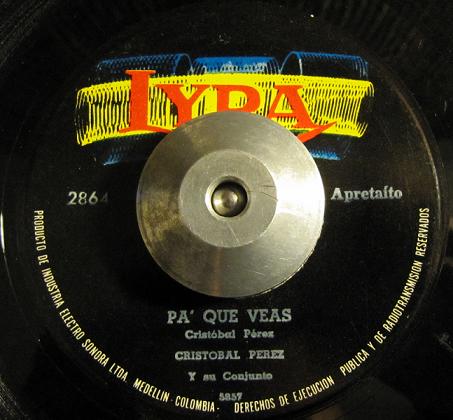 LYRA
2864
Apretaíto
PA' QUE VEAS
Cristóbal Pérez
CRISTOBAL PEREZ
Y su Conjunto
5857
PRODUCTO DE INDUSTRIA ELECTRO SONORA LTDA. MEDELLIN - COLOMBIA - DERECHOS DE EJECUCION PUBLICA Y DE RADIOTRANSMISION RESERVADOS